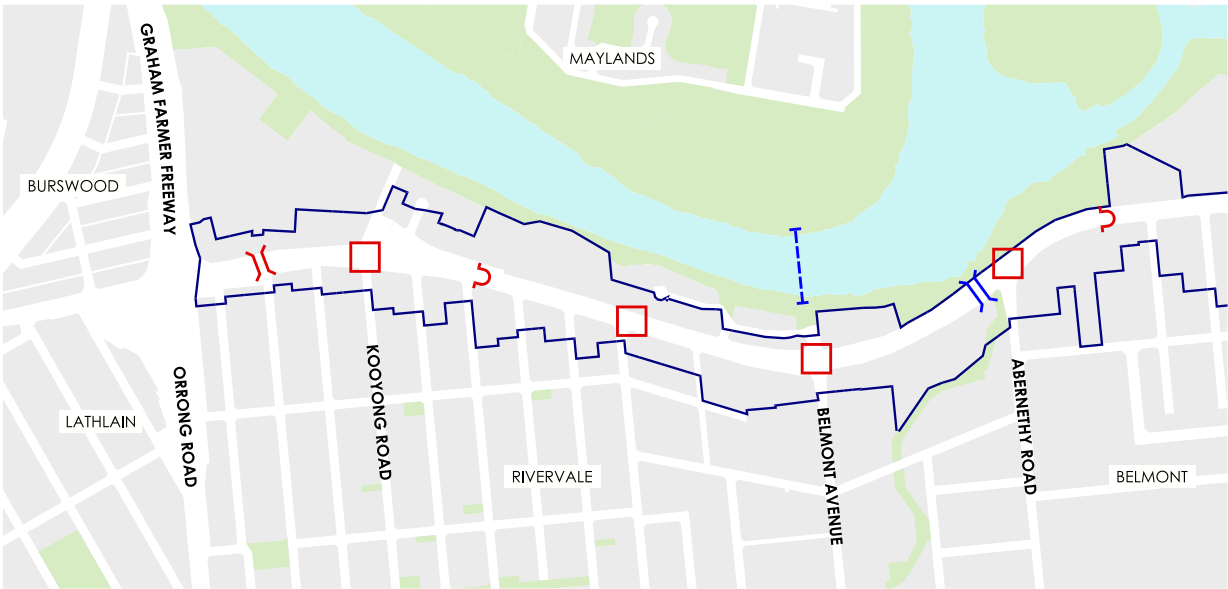 MAYLANDS
GRAHAM FARMER FREEWAY
BURSWOOD
ORRONG ROAD
KOOYONG ROAD
LATHLAIN
RIVERVALE
BELMONT AVENUE
ABERNETHY ROAD
BELMONT